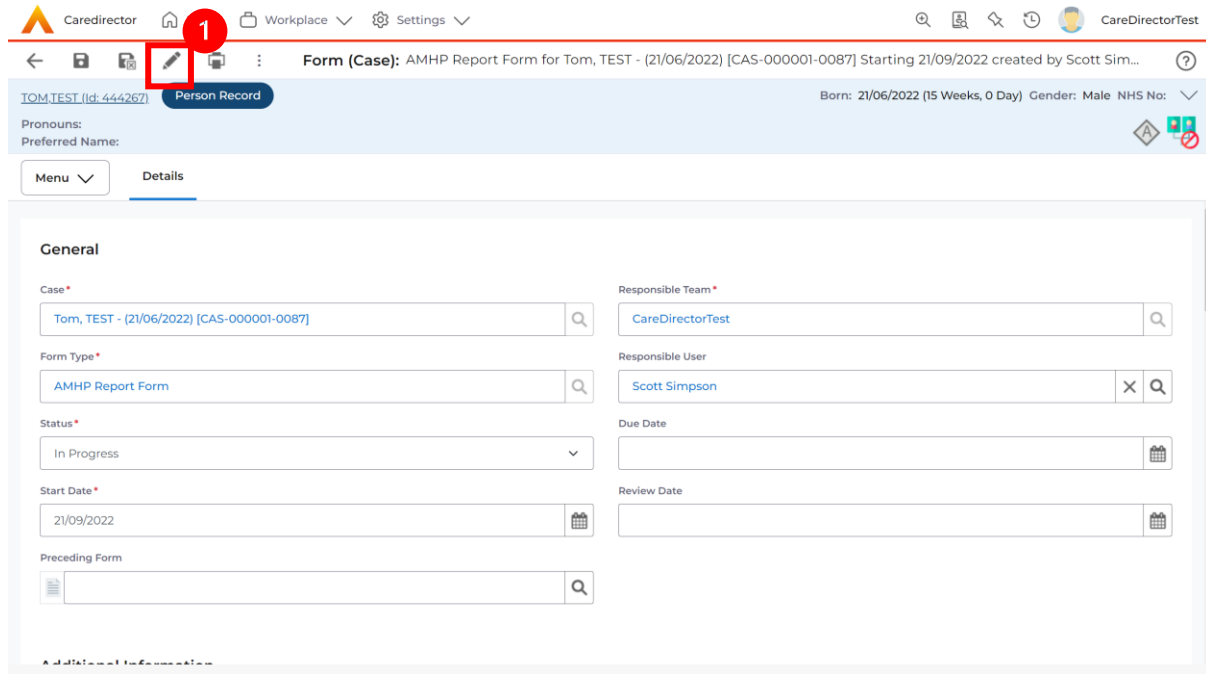 Caredirector Workplace Settings CareDirectorTest
1
Form (Case): AMHP Report Form for Tom, TEST - (21/06/2022) [CAS-000001-0087] Starting 21/09/2022 created by Scott Sim...
TOM,TEST (Id: 444267) Person Record Born: 21/06/2022 (15 Weeks, 0 Day) Gender: Male NHS No:
Pronouns:
Preferred Name:
A
Menu Details
General
Case* Responsible Team*
Tom, TEST - (21/06/2022) [CAS-000001-0087] CareDirectorTest
Form Type* Responsible User
AMHP Report Form Scott Simpson
Status* Due Date
In Progress
Start Date* Review Date
21/09/2022
Preceding Form
Additional Information